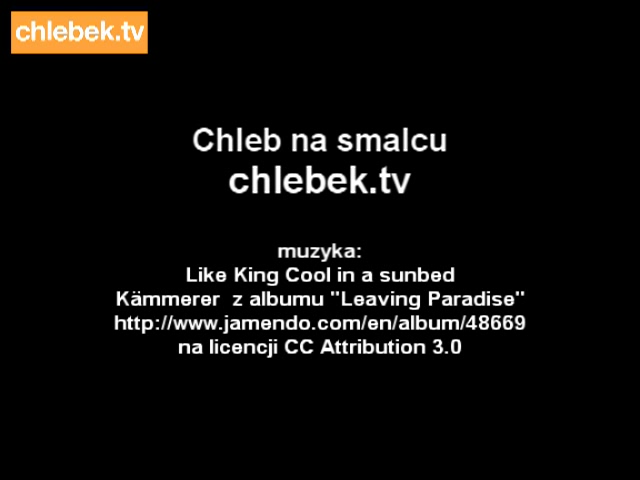 chlebek.tv
Chleb na smalcu
chlebek.tv
muzyka:
Like King Cool in a sunbed
Kämmerer z albumu "Leaving Paradise"
http://www.jamendo.com/en/album/48669
na licencji CC Attribution 3.0